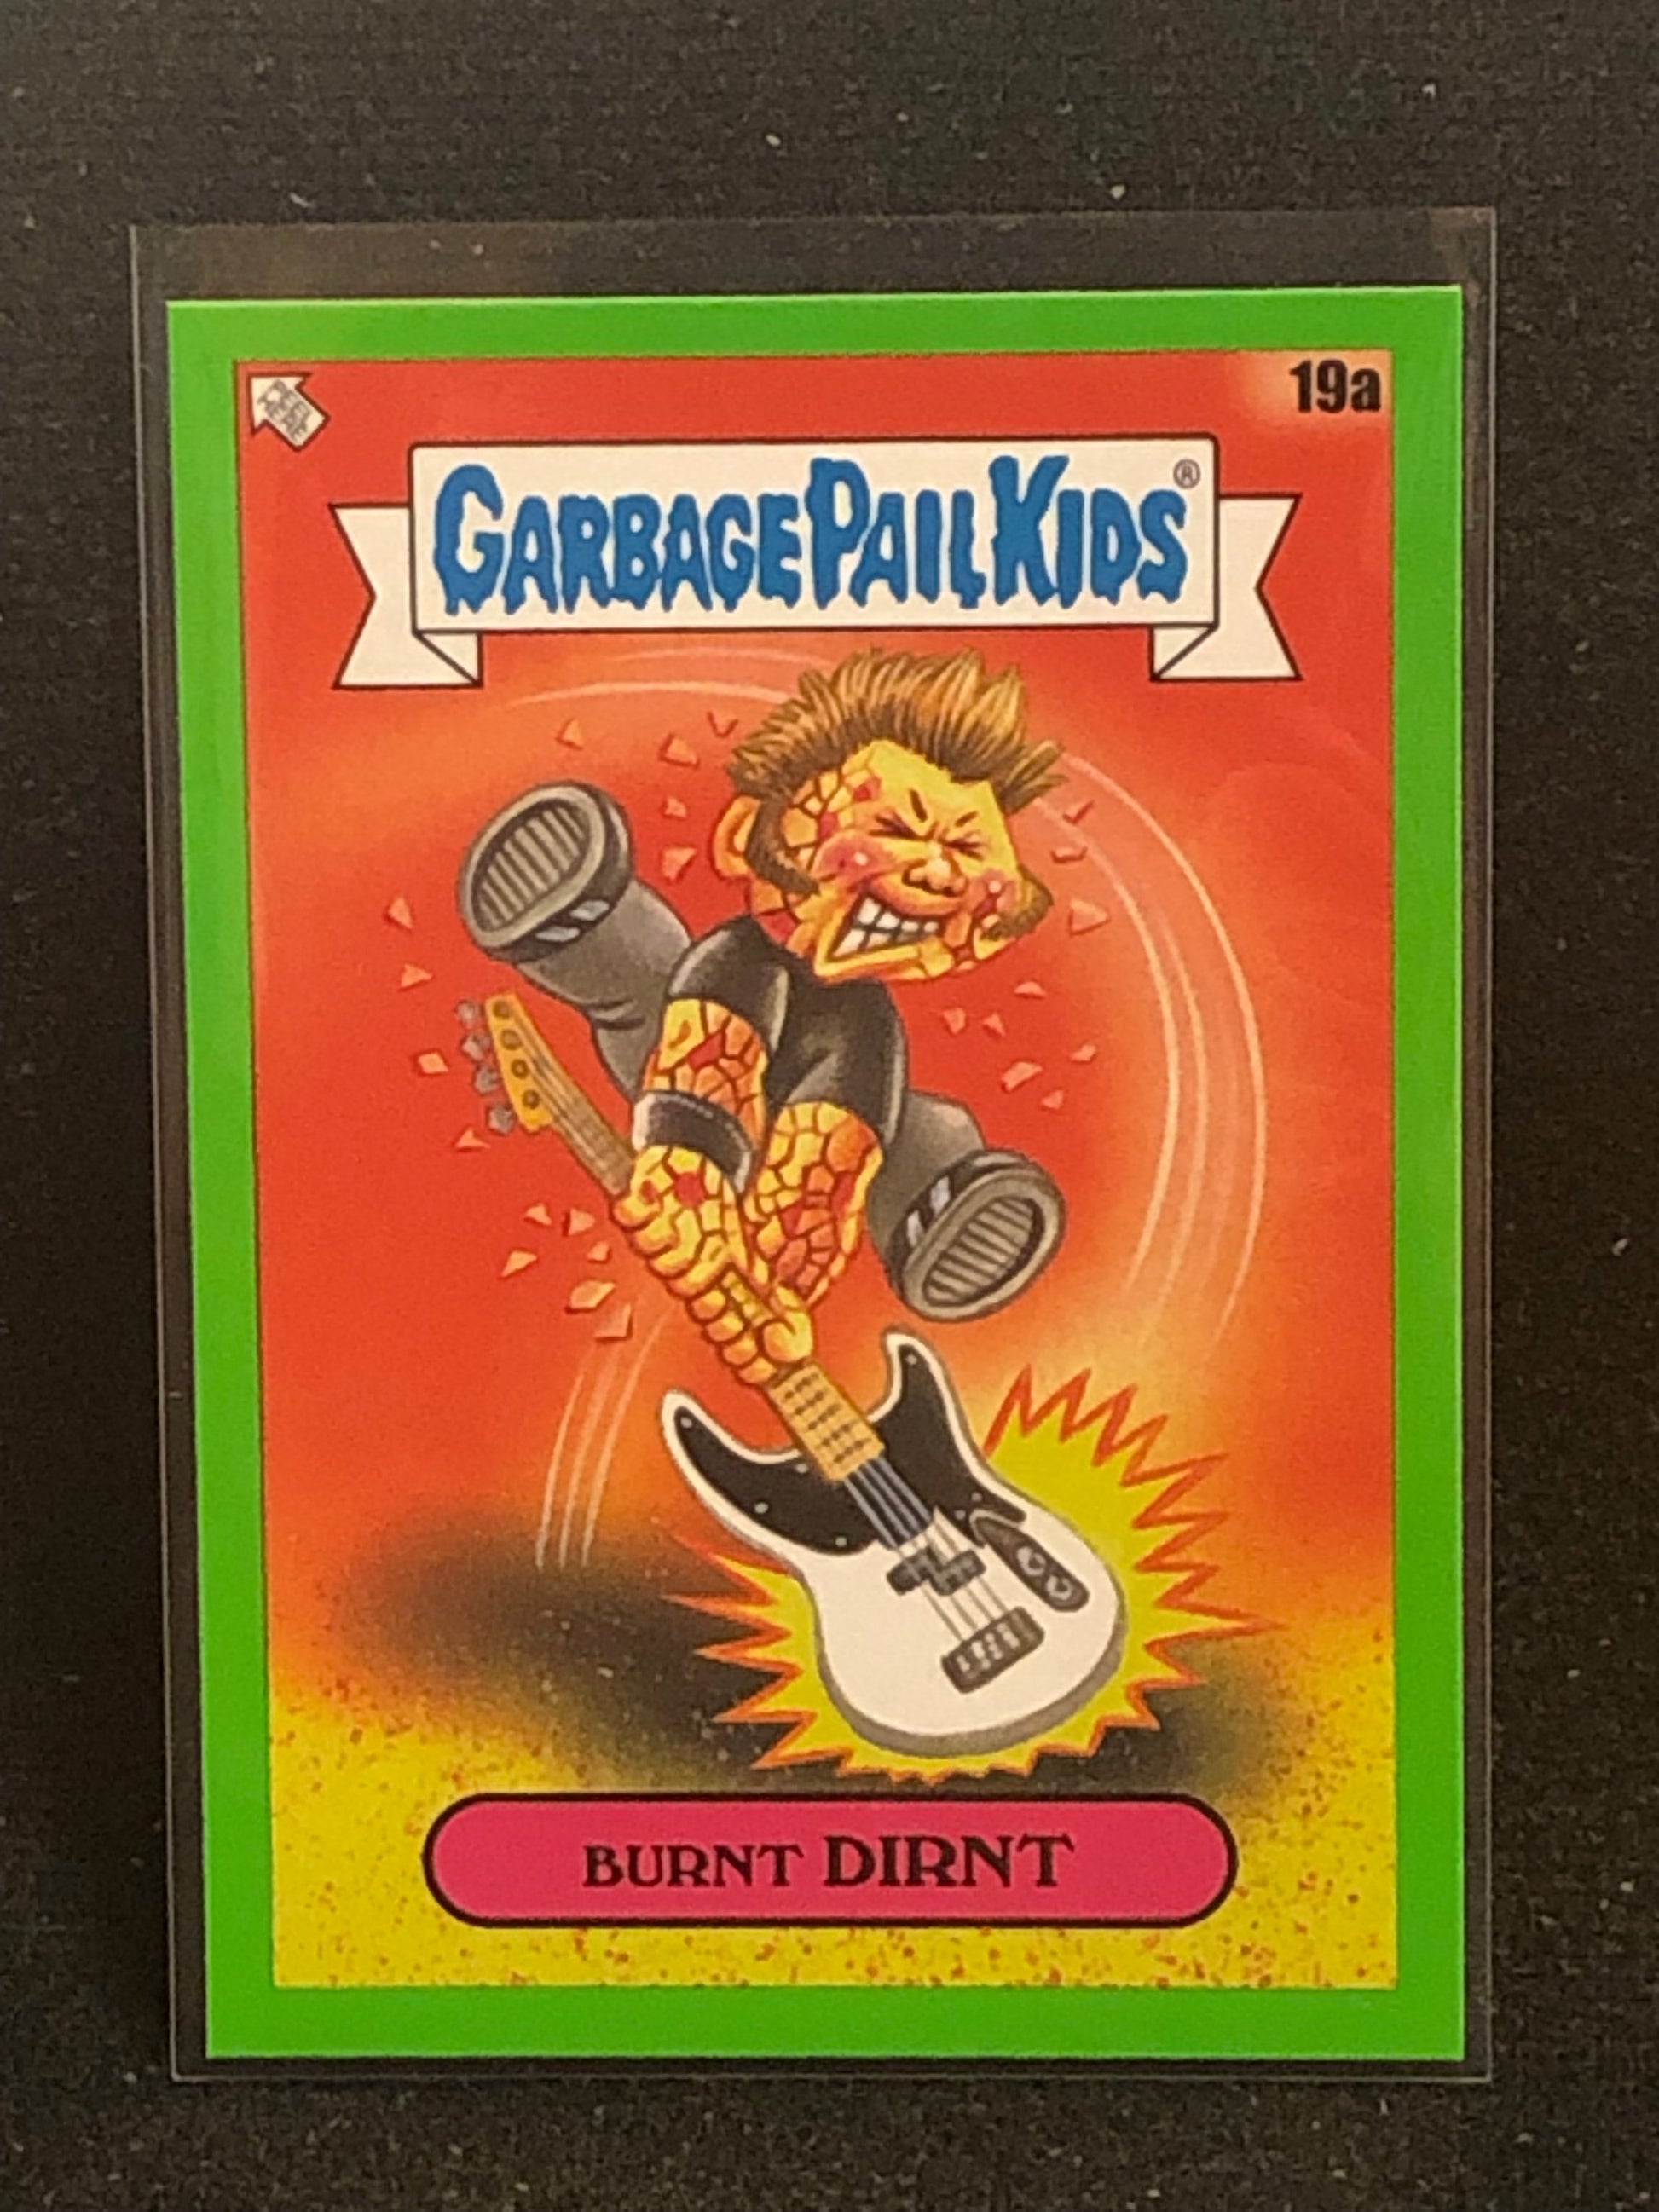 19a
GARBAGE PAIL KIDS®
BURNT DIRNT